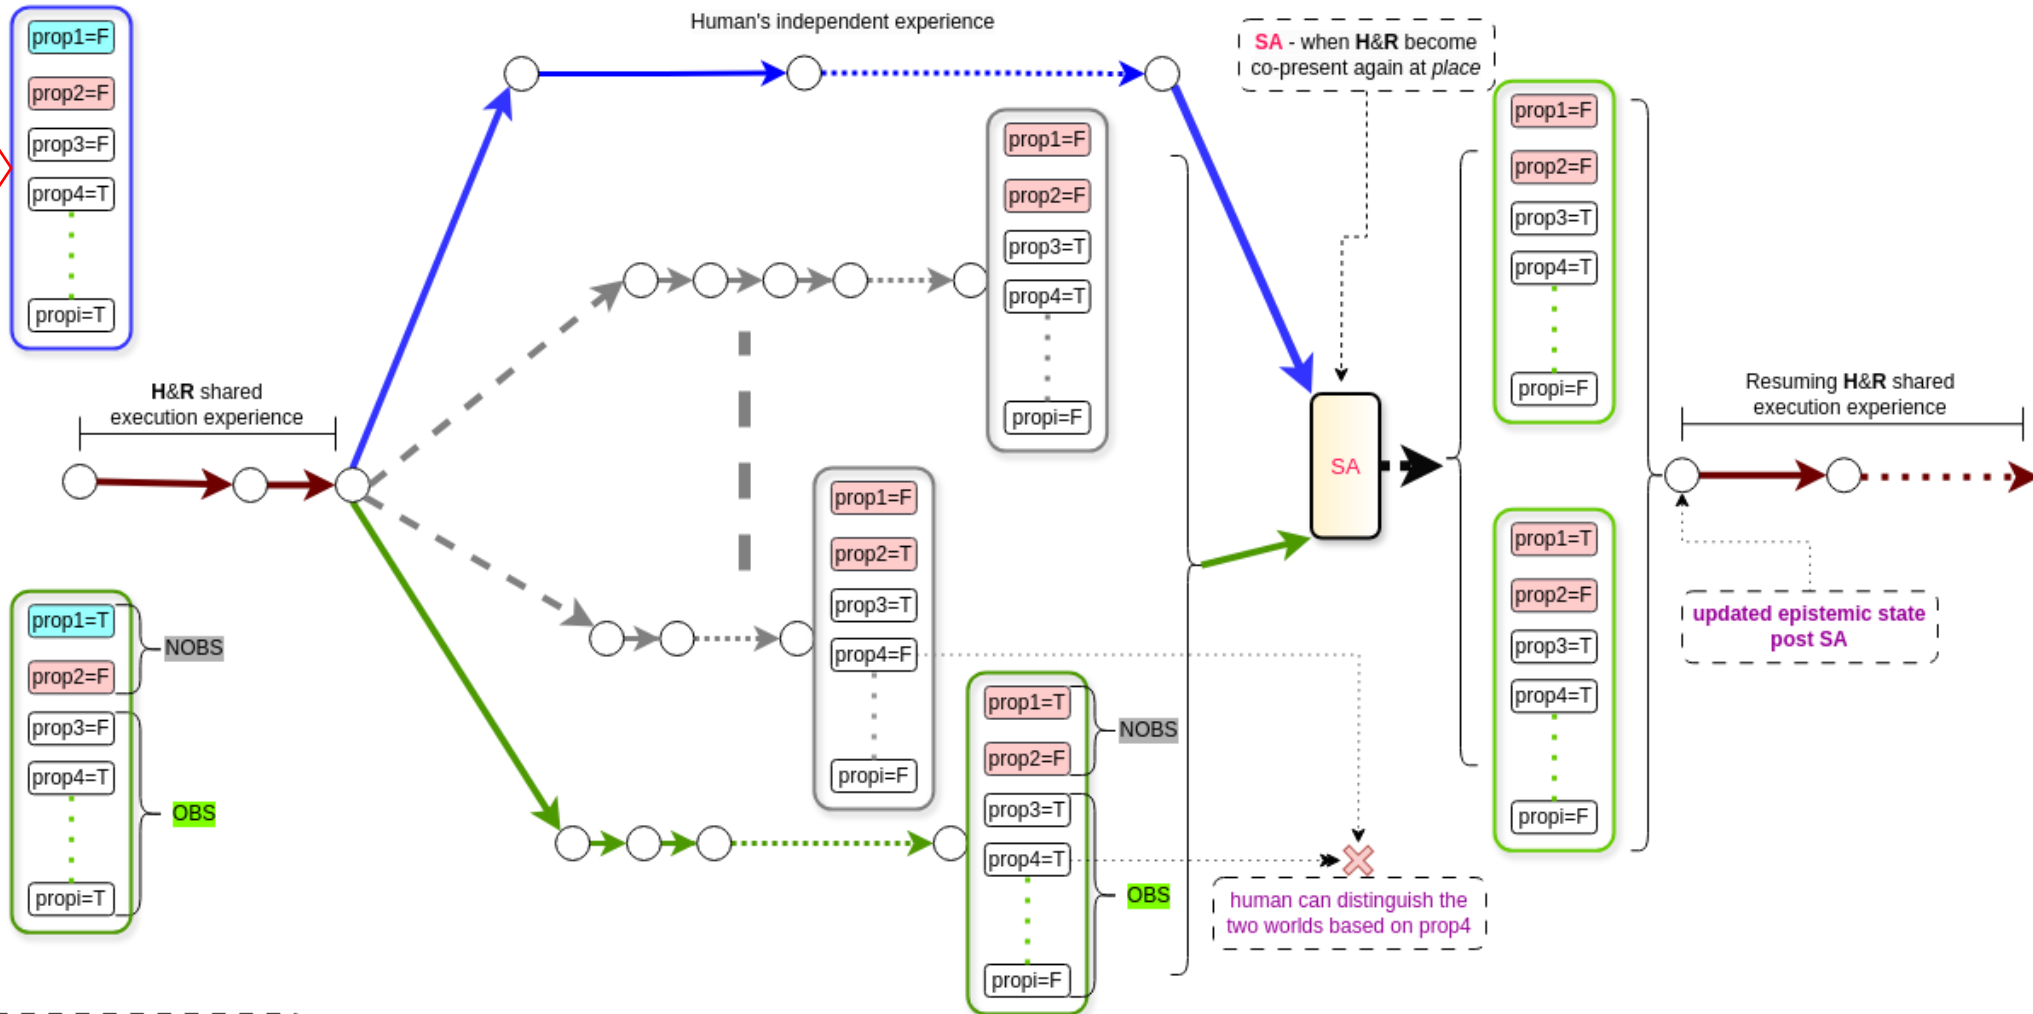 prop1=F
prop2=F
prop3=F
prop4=T
propi=T
Human's independent experience
SA - when H&R become
co-present again at place
prop1=F
prop2=F
prop3=T
prop4=T
propi=F
prop1=F
prop2=F
prop3=T
prop4=T
propi=F
H&R shared
execution experience
Resuming H&R shared
execution experience
SA
prop1=F
prop2=T
prop3=T
prop4=F
propi=F
prop1=T
prop2=F
prop3=T
prop4=T
propi=F
updated epistemic state
post SA
prop1=T
prop2=F
prop3=F
prop4=T
propi=T
NOBS
OBS
prop1=T
prop2=F
prop3=T
prop4=T
propi=F
NOBS
OBS
human can distinguish the
two worlds based on prop4